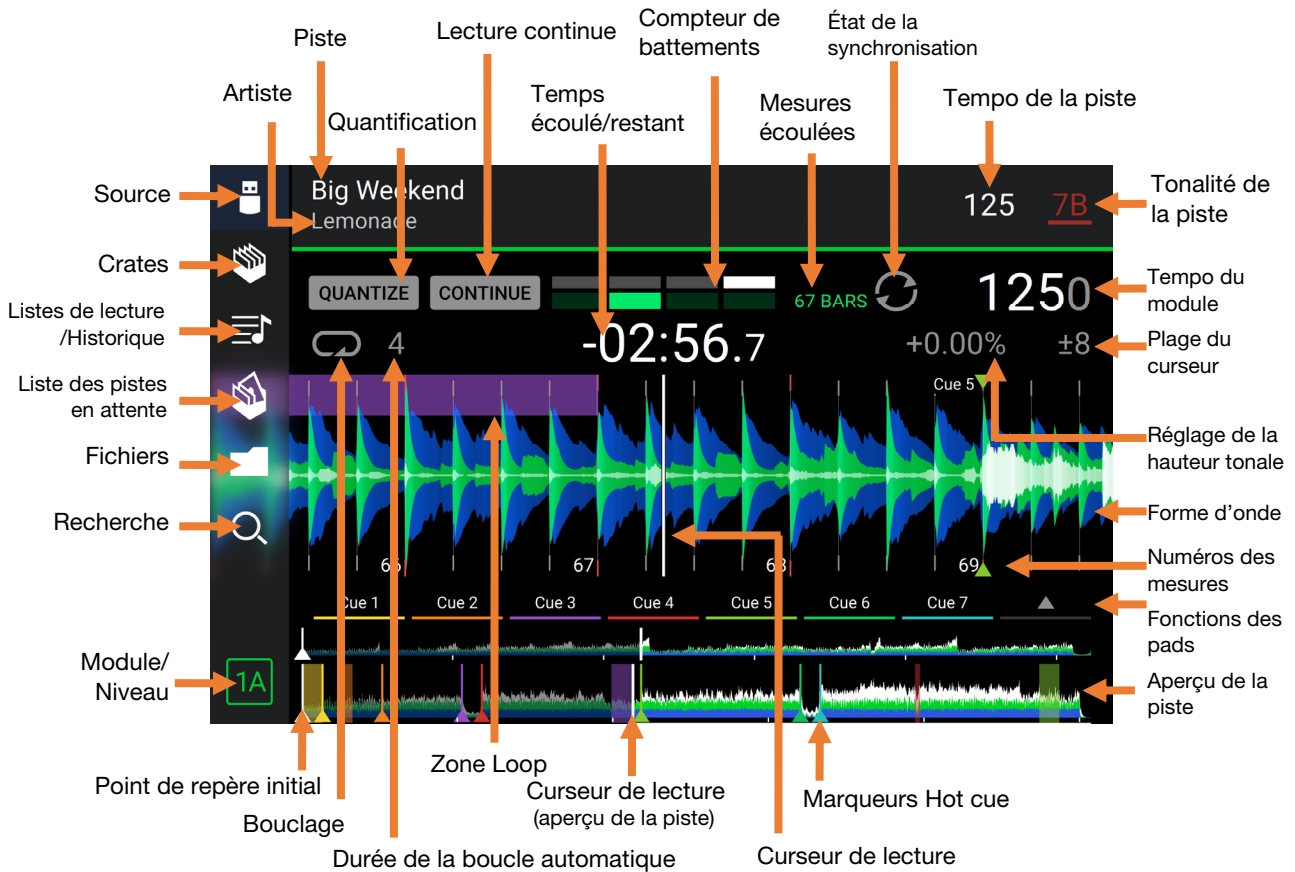 Piste
Lecture continue
Compteur de
battements
État de la
synchronisation
Artiste
Quantification
Temps
écoulé/restant
Mesures
écoulées
Tempo de la piste
Source
Crates
Listes de lecture
/Historique
Liste des pistes
en attente
Fichiers
Recherche
Module/
Niveau
Big Weekend
Lemonade
125
7B
QUANTIZE
CONTINUE
67 BARS
1250
4
-02:56.7
+0.00%
±8
Cue 5
66
67
68
69
Cue 1
Cue 2
Cue 3
Cue 4
Cue 5
Cue 6
Cue 7
1A
Tonalité de
la piste
Tempo du
module
Plage du
curseur
Réglage de la
hauteur tonale
Forme d’onde
Numéros des
mesures
Fonctions des
pads
Aperçu de la
piste
Point de repère initial
Bouclage
Zone Loop
Durée de la boucle automatique
Curseur de lecture
(aperçu de la piste)
Marqueurs Hot cue
Curseur de lecture